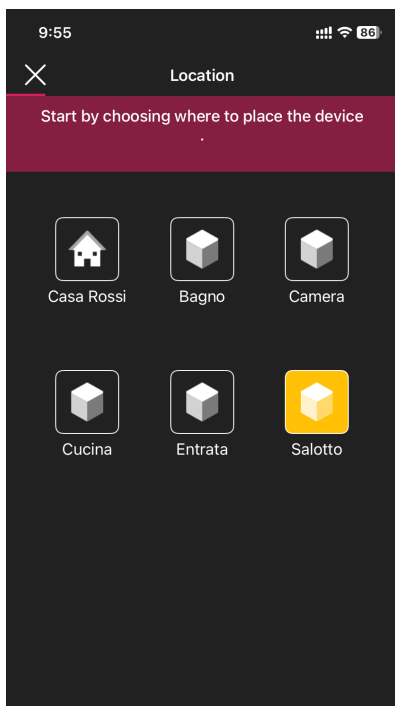 9:55
86
Location
Start by choosing where to place the device
.
Casa Rossi
Bagno
Camera
Cucina
Entrata
Salotto